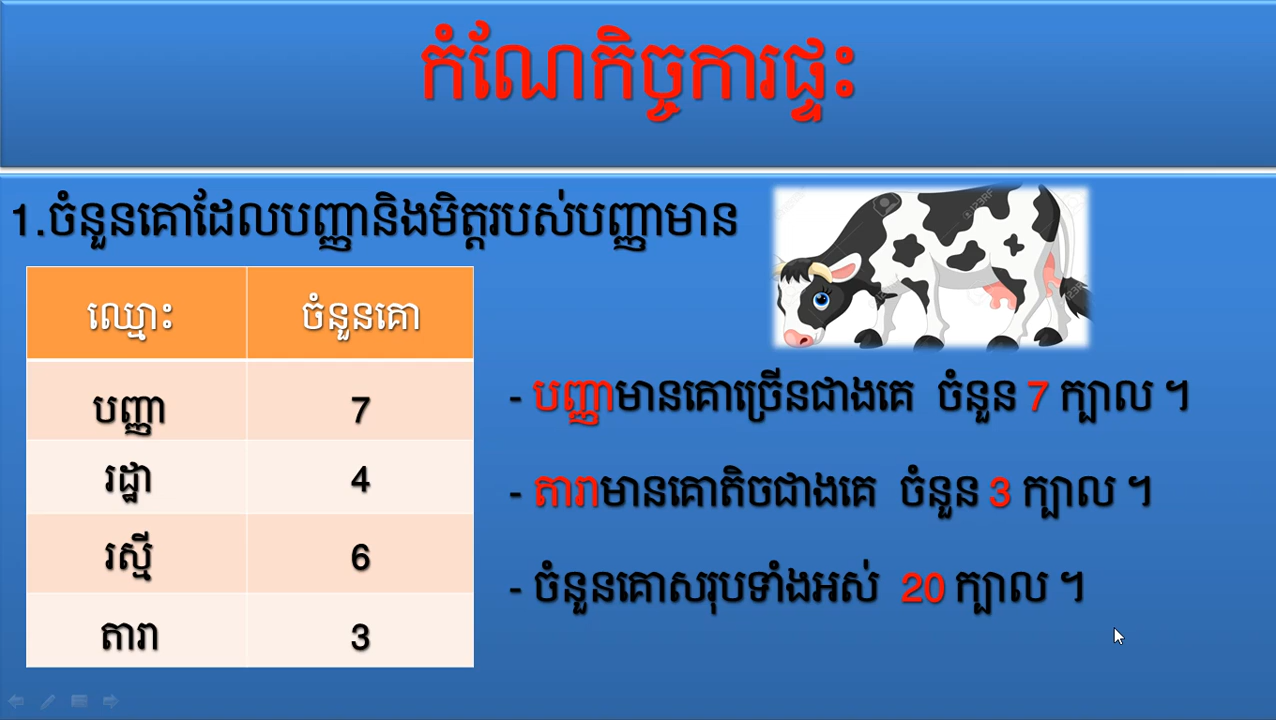 កំណែកិច្ចការផ្ទះ
1.ចំនួនគោដែលបញ្ញានិងមិត្តរបស់បញ្ញាមាន
ឈ្មោះ ចំនួនគោ
បញ្ញា 7
រដ្ឋា 4
រស្មី 6
តារា 3
- បញ្ញាមានគោច្រើនជាងគេ ចំនួន 7 ក្បាល ។
- តារាមានគោតិចជាងគេ ចំនួន 3 ក្បាល ។
- ចំនួនគោសរុបទាំងអស់ 20 ក្បាល ។